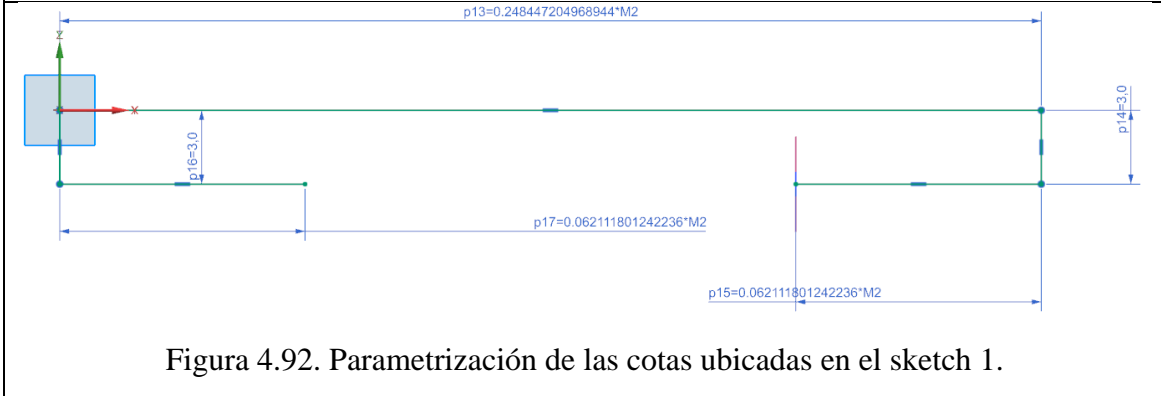 p13=0.248447204968944*M2
Z
X
p16=3,0
p14=3,0
p17=0.062111801242236*M2
p15=0.062111801242236*M2
Figura 4.92. Parametrización de las cotas ubicadas en el sketch 1.